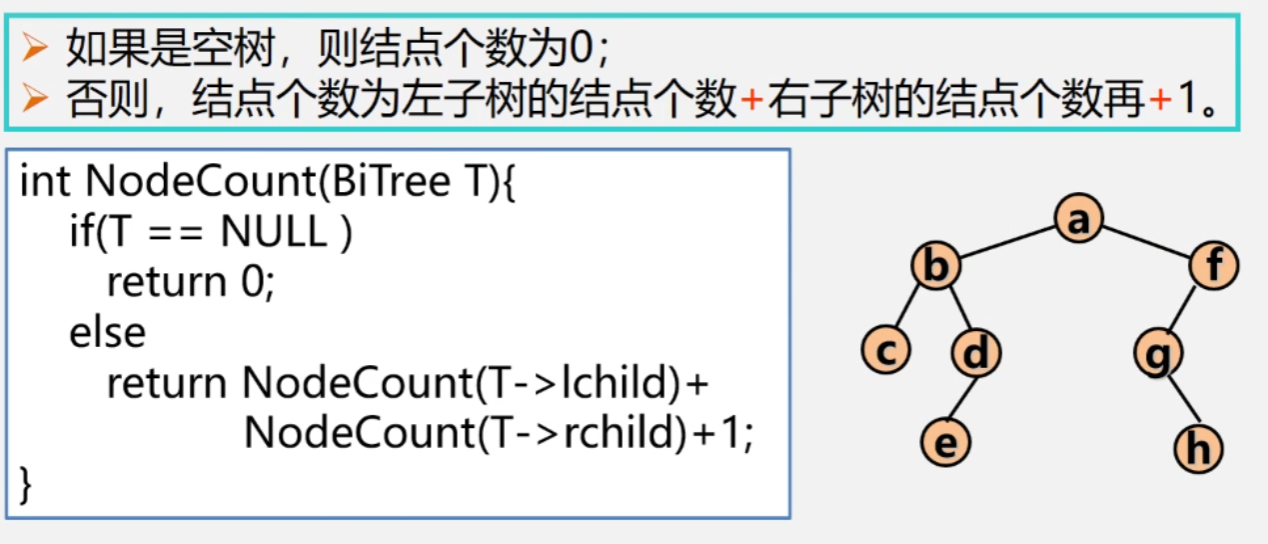 如果是空树，则结点个数为0；
否则，结点个数为左子树的结点个数+右子树的结点个数再+1。
int NodeCount(BiTree T){
if(T == NULL )
return 0;
else
return NodeCount(T->lchild)+
NodeCount(T->rchild)+1;
}
a
b
f
c
d
g
e
h